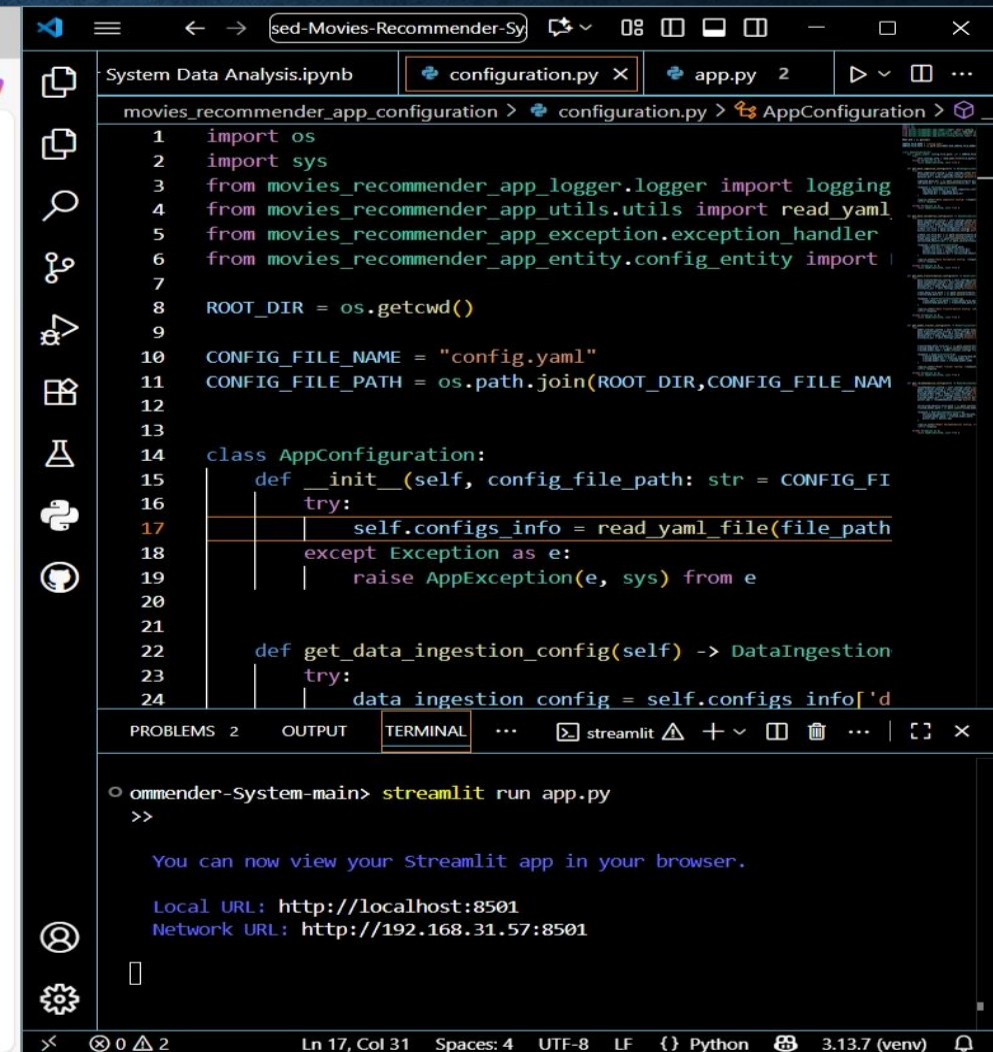 sed-Movies-Recommender-Sy
System Data Analysis.ipynb
configuration.py
app.py 2
movies_recommender_app_configuration > configuration.py > AppConfiguration >
1 import os
2 import sys
3 from movies_recommender_app_logger.logger import logging
4 from movies_recommender_app_utils.utils import read_yaml
5 from movies_recommender_app_exception.exception_handler
6 from movies_recommender_app_entity.config_entity import
7
8 ROOT_DIR = os.getcwd()
9
10 CONFIG_FILE_NAME = "config.yaml"
11 CONFIG_FILE_PATH = os.path.join(ROOT_DIR,CONFIG_FILE_NAM
12
13
14 class AppConfiguration:
15 def __init__(self, config_file_path: str = CONFIG_FI
16 try:
17 self.configs_info = read_yaml_file(file_path
18 except Exception as e:
19 raise AppException(e, sys) from e
20
21
22 def get_data_ingestion_config(self) -> DataIngestion
23 try:
24 data_ingestion_config = self.configs_info['d
PROBLEMS 2 OUTPUT TERMINAL ··· streamlit
ommender-System-main> streamlit run app.py
>>
You can now view your Streamlit app in your browser.
Local URL: http://localhost:8501
Network URL: http://192.168.31.57:8501
0 2 Ln 17, Col 31 Spaces: 4 UTF-8 LF {} Python 3.13.7 (venv)